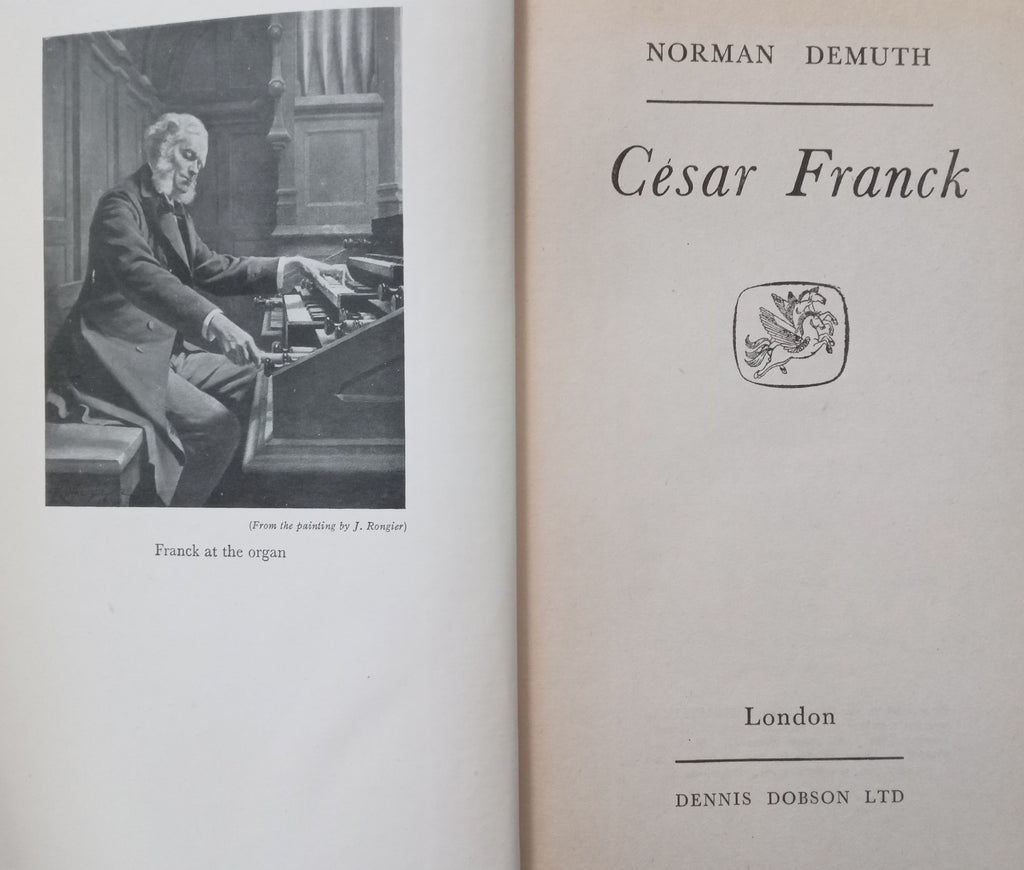 (From the painting by J. Rongier)
Franck at the organ
NORMAN DEMUTH
César Franck
London
DENNIS DOBSON LTD